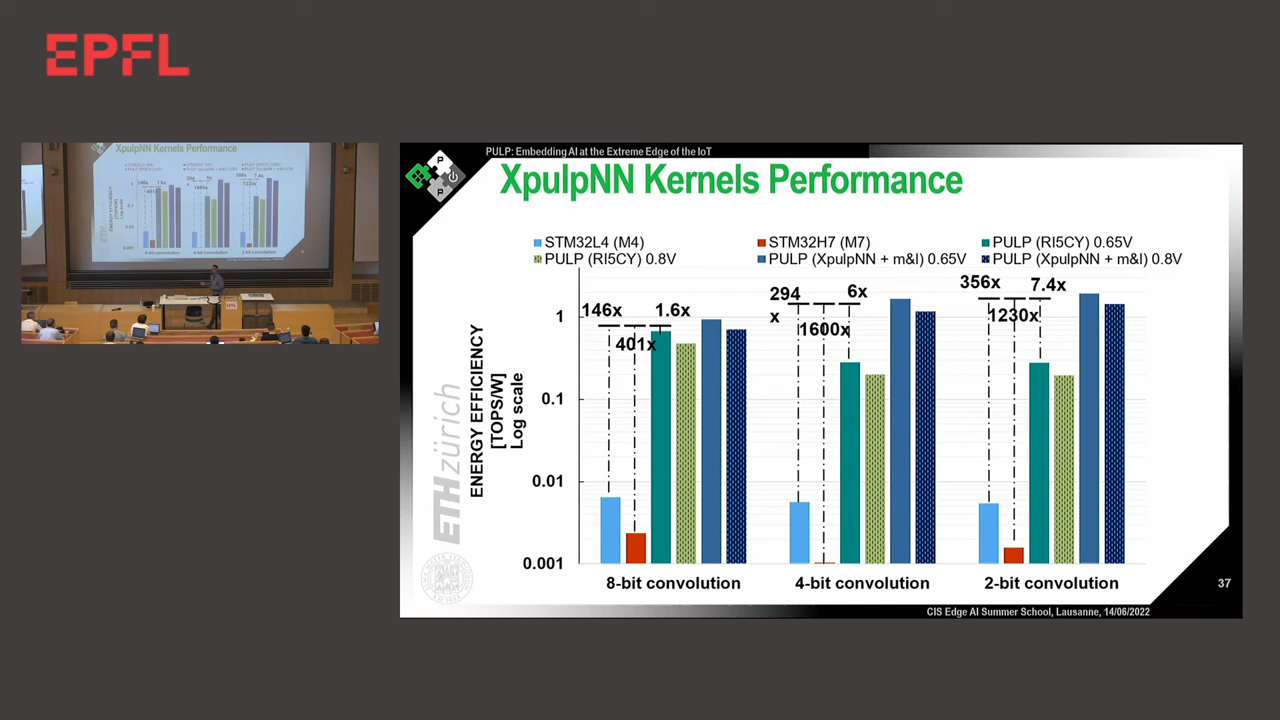 EPFL
PULP: Embedding AI at the Extreme Edge of the IoT
P
P
XpulpNN Kernels Performance
STM32L4 (M4)
STM32H7 (M7)
PULP (RI5CY) 0.65V
PULP (RI5CY) 0.8V
PULP (XpulpNN + m&I) 0.65V
PULP (XpulpNN + m&I) 0.8V
ENERGY EFFICIENCY
[TOPS/W]
Log scale
1
0.1
0.01
0.001
146x
401x
1.6x
294
x
1600x
6x
356x
1230x
7.4x
8-bit convolution
4-bit convolution
2-bit convolution
ETH zürich
37
CIS Edge AI Summer School, Lausanne, 14/06/2022
XpulpNN Kernels Performance